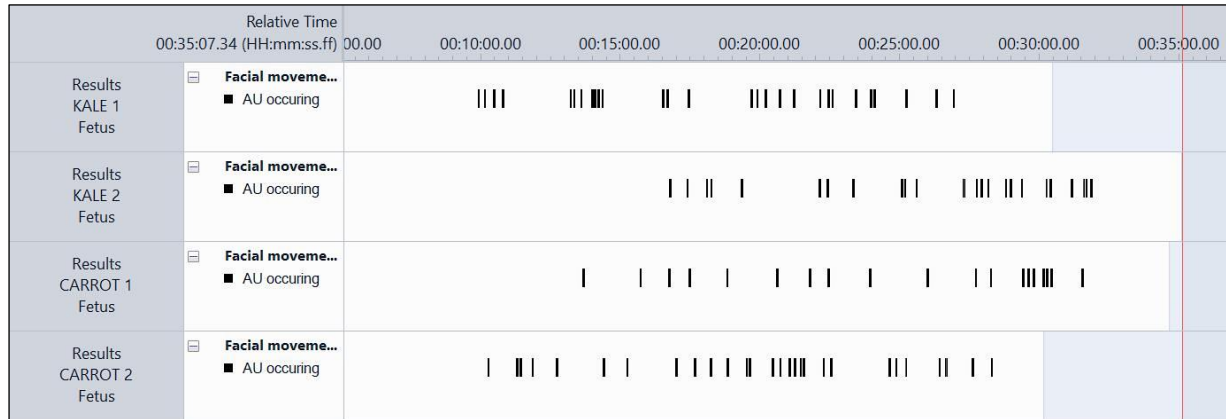 Relative Time
00:35:07.34 (HH:mm:ss.ff) 00.00 00:10:00.00 00:15:00.00 00:20:00.00 00:25:00.00 00:30:00.00 00:35:00.00
Results
KALE 1
Fetus
Facial moveme...
AU occuring
Results
KALE 2
Fetus
Facial moveme...
AU occuring
Results
CARROT 1
Fetus
Facial moveme...
AU occuring
Results
CARROT 2
Fetus
Facial moveme...
AU occuring